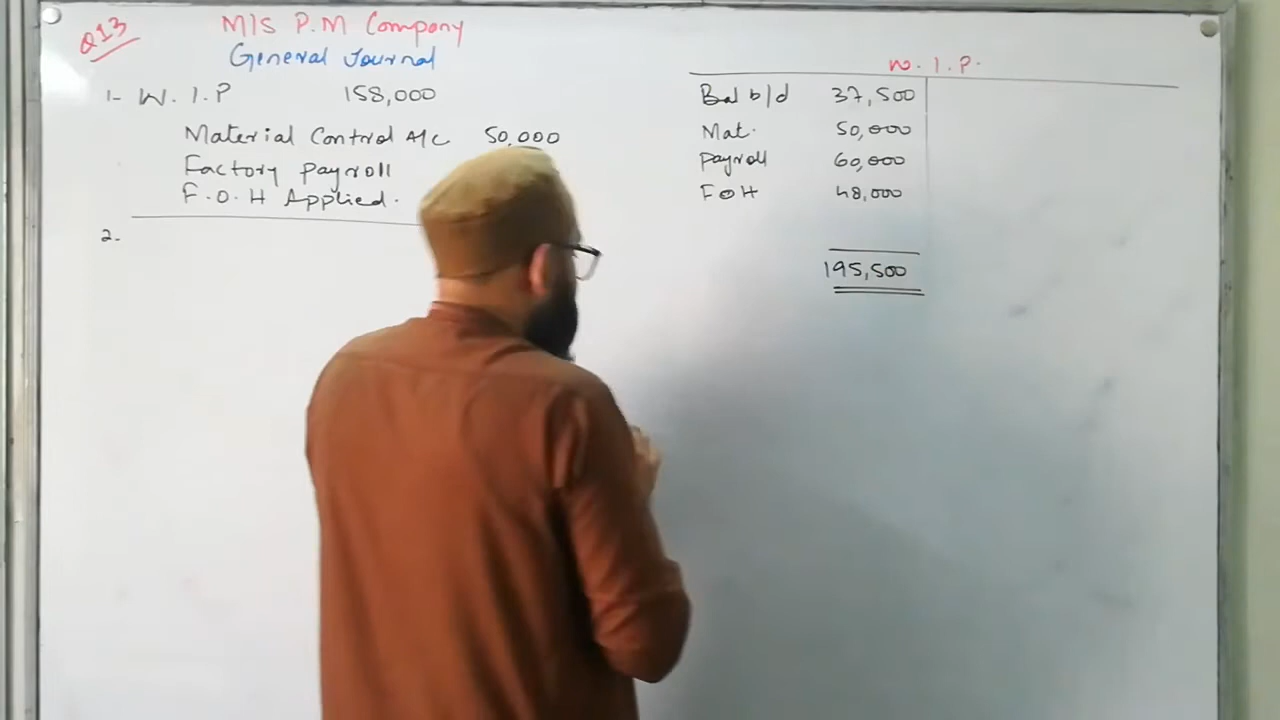 Q13
M/S P.M Company
General Journal
1- W.I.P 158,000
Material Control A/c 50,000
Factory payroll
F.O.H Applied.
2.
W.I.P.
Bal b/d 37,500
Mat. 50,000
payroll 60,000
FOH 48,000
195,500